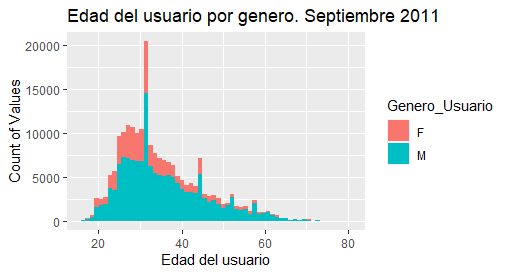 Edad del usuario por genero. Septiembre 2011
20000
15000
10000
5000
0
Count of Values
20 40 60 80
Edad del usuario
Genero_Usuario
F
M